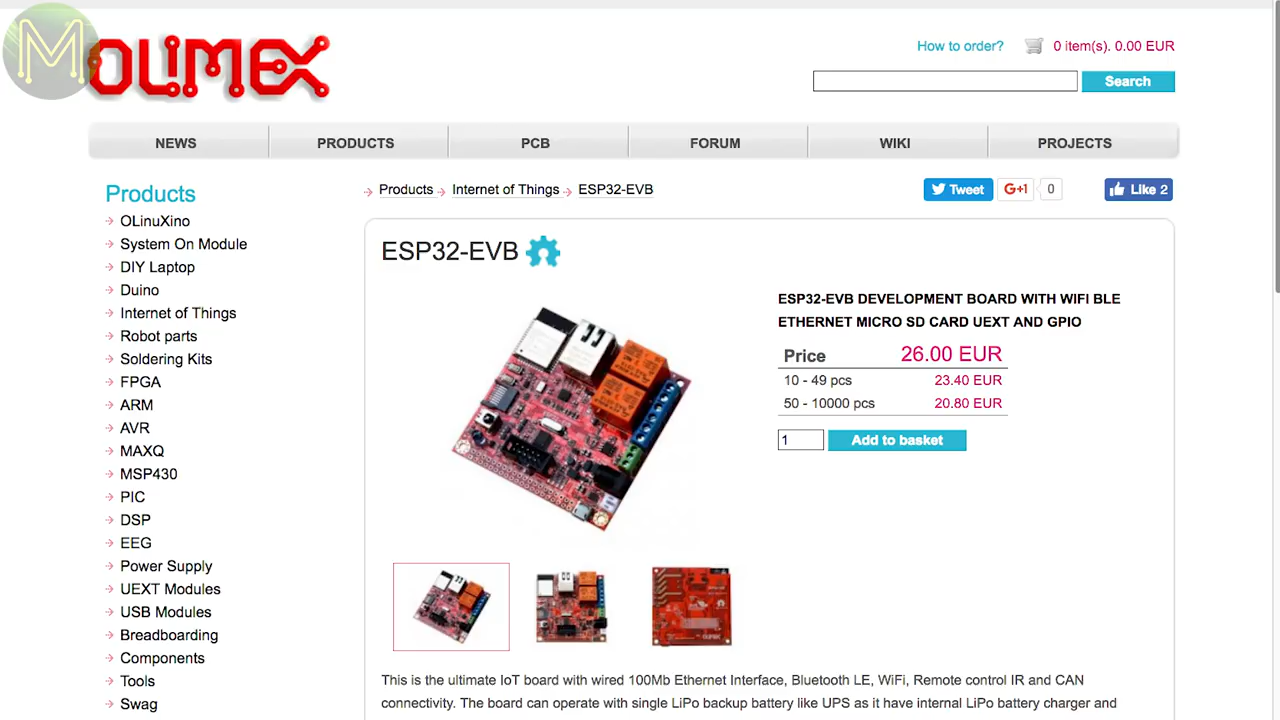 M
OLIMEX
How to order?
0 item(s). 0.00 EUR
Search
NEWS
PRODUCTS
PCB
FORUM
WIKI
PROJECTS
Products
OLinuXino
System On Module
DIY Laptop
Duino
Internet of Things
Robot parts
Soldering Kits
FPGA
ARM
AVR
MAXQ
MSP430
PIC
DSP
EEG
Power Supply
UEXT Modules
USB Modules
Breadboarding
Components
Tools
Swag
Products Internet of Things ESP32-EVB
Tweet
G+1
0
Like 2
ESP32-EVB
ESP32-EVB DEVELOPMENT BOARD WITH WIFI BLE
ETHERNET MICRO SD CARD UEXT AND GPIO
Price 26.00 EUR
10 - 49 pcs 23.40 EUR
50 - 10000 pcs 20.80 EUR
1
Add to basket
OLIMEX
This is the ultimate IoT board with wired 100Mb Ethernet Interface, Bluetooth LE, WiFi, Remote control IR and CAN
connectivity. The board can operate with single LiPo backup battery like UPS as it have internal LiPo battery charger and